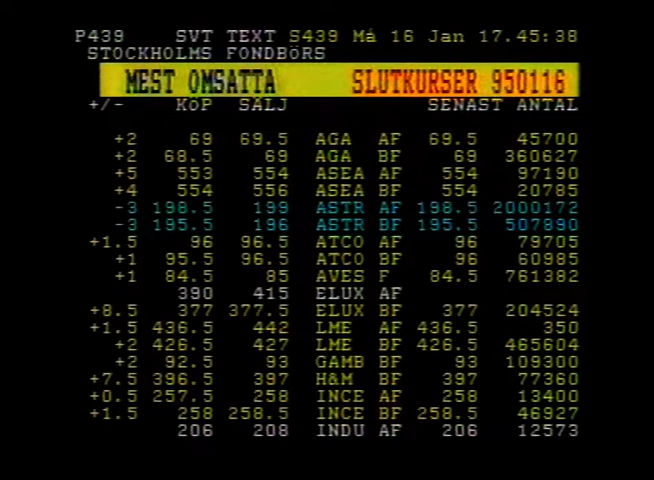 P439 SVT TEXT S439 Må 16 Jan 17.45:38
STOCKHOLMS FONDBÖRS
MEST OMSATTA SLUTKURSER 950116
+/- KÖP SÄLJ SENAST ANTAL
+2 69 69.5 AGA AF 69.5 45700
+2 68.5 69 AGA BF 69 360627
+5 553 554 ASEA AF 553 97190
+4 554 556 ASEA BF 554 20785
-3 198.5 199 ASTR AF 198.5 2000172
-3 195.5 196 ASTR BF 195.5 507890
+1.5 96 96.5 ATCO AF 96 79705
+1 95.5 96.5 ATCO BF 96 60985
+1 84.5 85 AVES F 84.5 761382
390 415 ELUX AF
+8.5 377 377.5 ELUX BF 377 204524
+1.5 436.5 442 LME AF 436.5 350
+2 426.5 427 LME BF 426.5 465604
+2 92.5 93 GAMB BF 93 109300
+7.5 396.5 397 H&M BF 397 77360
+0.5 257.5 258 INCE AF 258 13400
+1.5 258 258.5 INCE BF 258.5 46927
206 208 INDU AF 206 12573